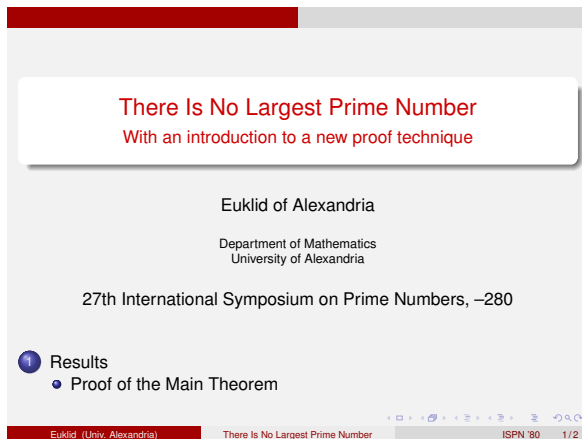 There Is No Largest Prime Number
With an introduction to a new proof technique
Euklid of Alexandria
Department of Mathematics
University of Alexandria
27th International Symposium on Prime Numbers, –280
1 Results
Proof of the Main Theorem
Euklid (Univ. Alexandria) There Is No Largest Prime Number ISPN '80 1 / 2